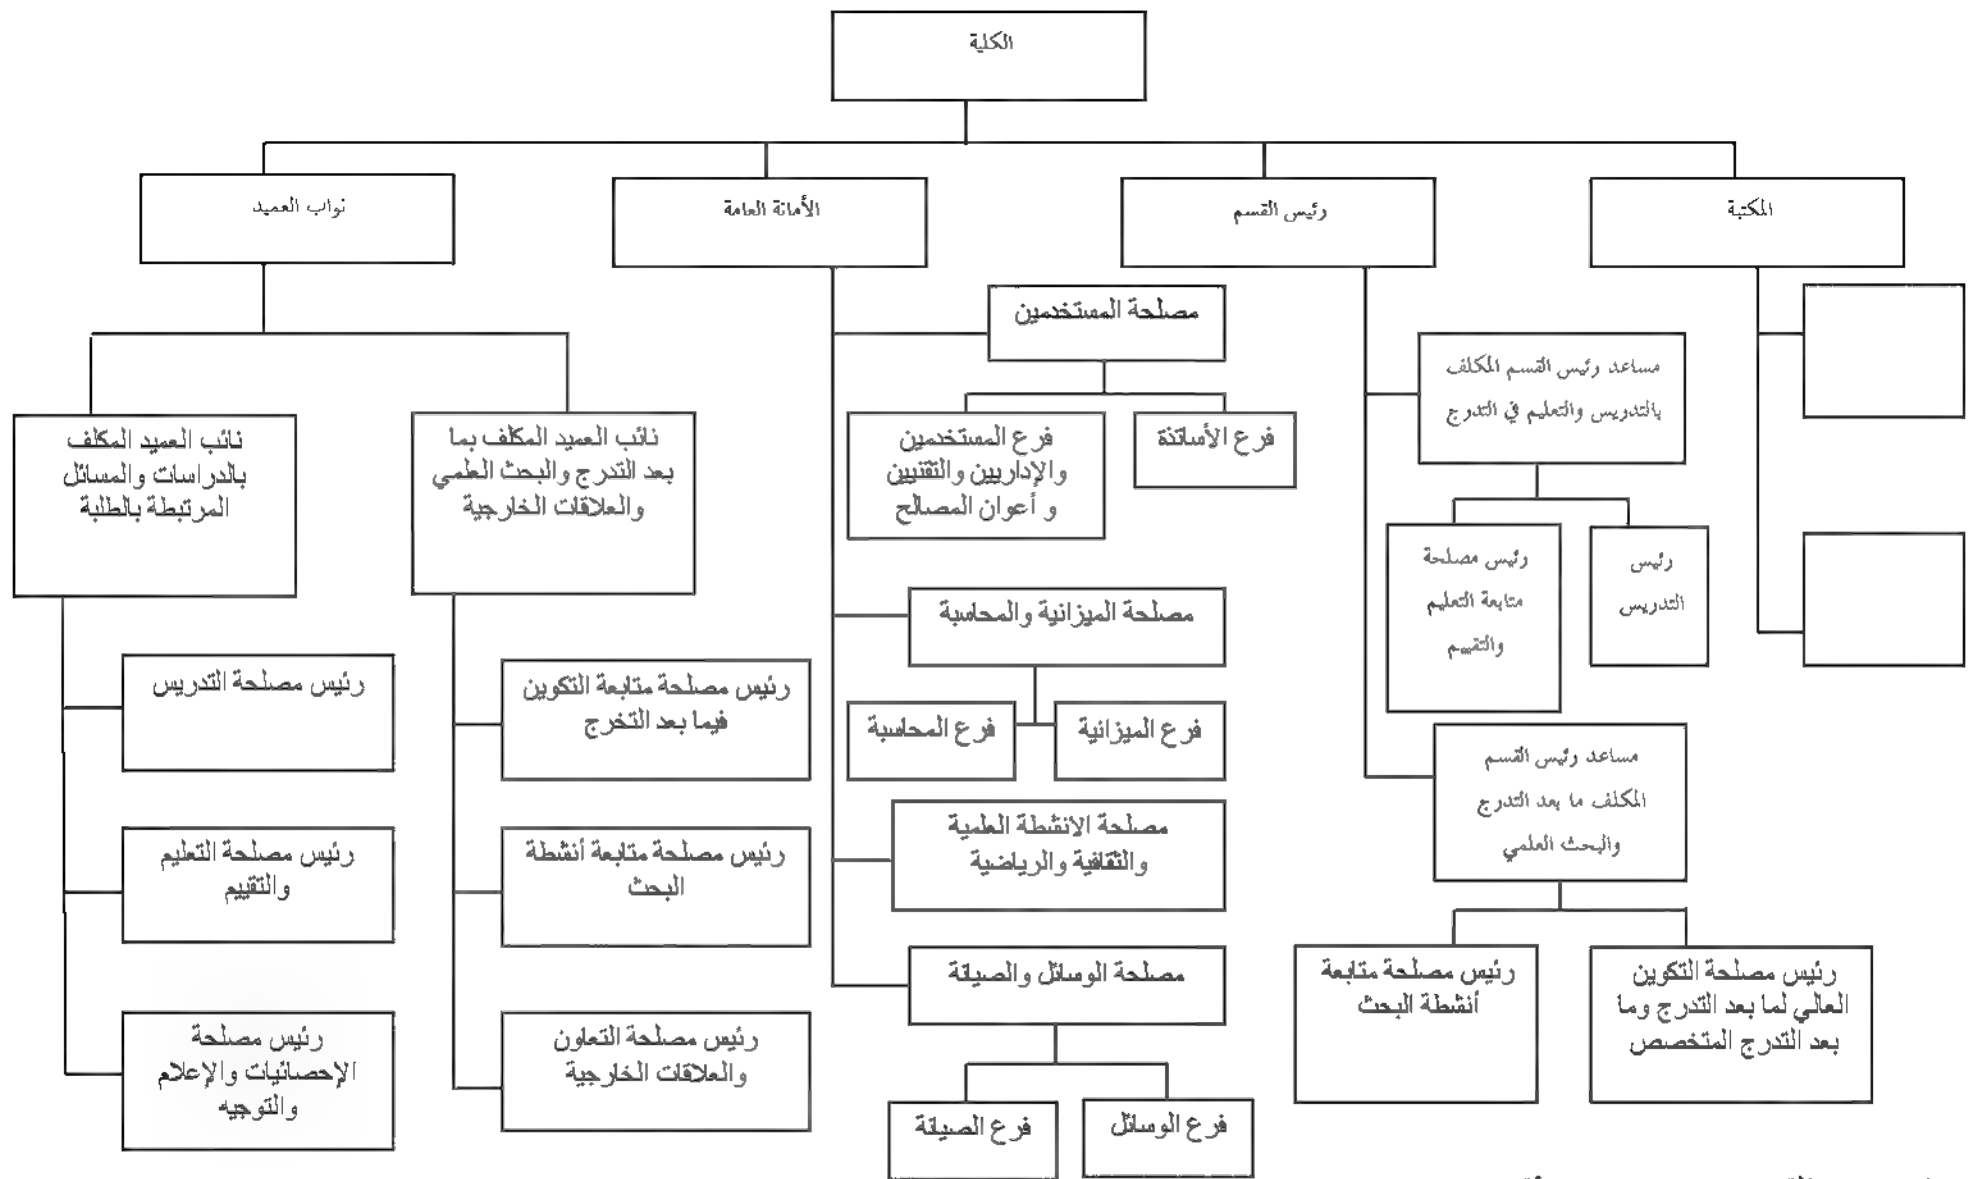 الكلية
المكتبة
رئيس القسم
الأمانة العامة
نواب العميد
مساعد رئيس القسم المكلف
بالتدريس والتعليم في التدرج
رئيس
التدريس
رئيس مصلحة
متابعة التعليم
والتقييم
مساعد رئيس القسم
المكلف ما بعد التدرج
والبحث العلمي
رئيس مصلحة التكوين
العالي لما بعد التدرج وما
بعد التدرج المتخصص
رئيس مصلحة متابعة
أنشطة البحث
مصلحة المستخدمين
فرع الأساتذة
فرع المستخدمين
والإداريين والتقنيين
و أعوان المصالح
مصلحة الميزانية والمحاسبة
فرع الميزانية
فرع المحاسبة
مصلحة الانشطة العلمية
والثقافية والرياضية
مصلحة الوسائل والصيانة
فرع الوسائل
فرع الصيانة
نائب العميد المكلف بما
بعد التدرج والبحث العلمي
والعلاقات الخارجية
رئيس مصلحة متابعة التكوين
فيما بعد التخرج
رئيس مصلحة متابعة أنشطة
البحث
رئيس مصلحة التعاون
والعلاقات الخارجية
نائب العميد المكلف
بالدراسات والمسائل
المرتبطة بالطلبة
رئيس مصلحة التدريس
رئيس مصلحة التعليم
والتقييم
رئيس مصلحة
الإحصائيات والإعلام
والتوجيه